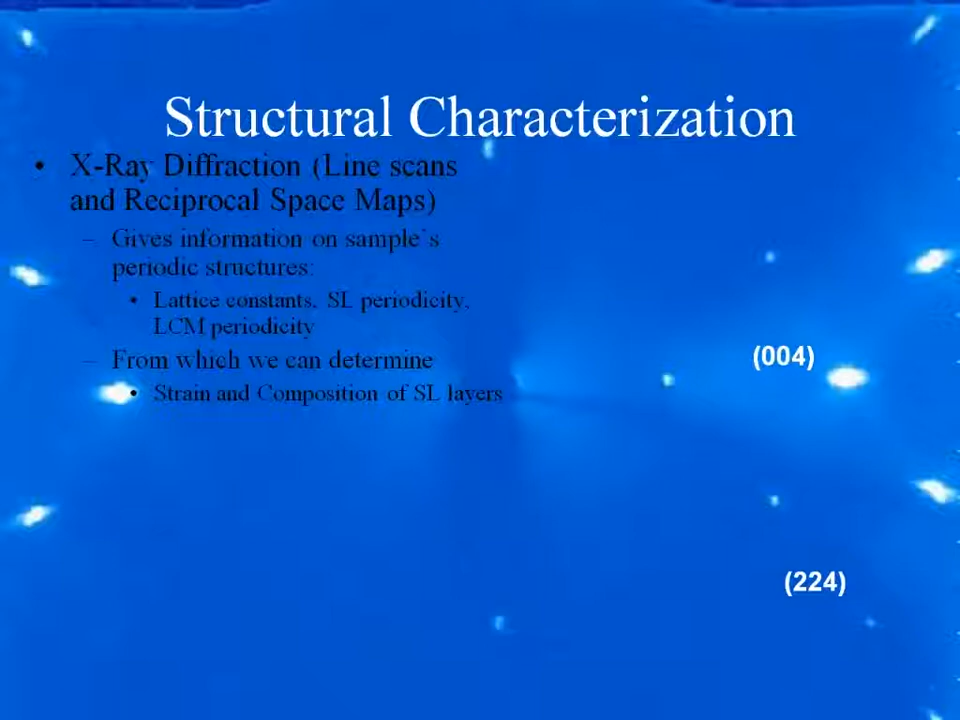 Structural Characterization
• X-Ray Diffraction (Line scans
and Reciprocal Space Maps)
– Gives information on sample`s
periodic structures:
• Lattice constants, SL periodicity,
LCM periodicity
– From which we can determine
• Strain and Composition of SL layers
(004)
(224)